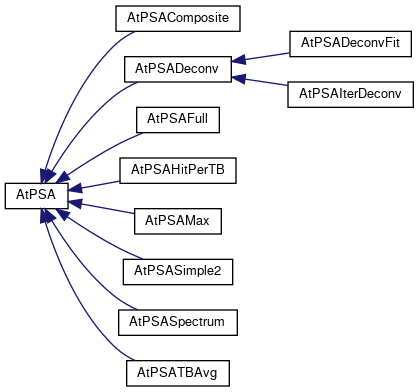 AtPSAComposite
AtPSADeconvFit
AtPSADeconv
AtPSAIterDeconv
AtPSAFull
AtPSAHitPerTB
AtPSA
AtPSAMax
AtPSASimple2
AtPSASpectrum
AtPSATBAvg